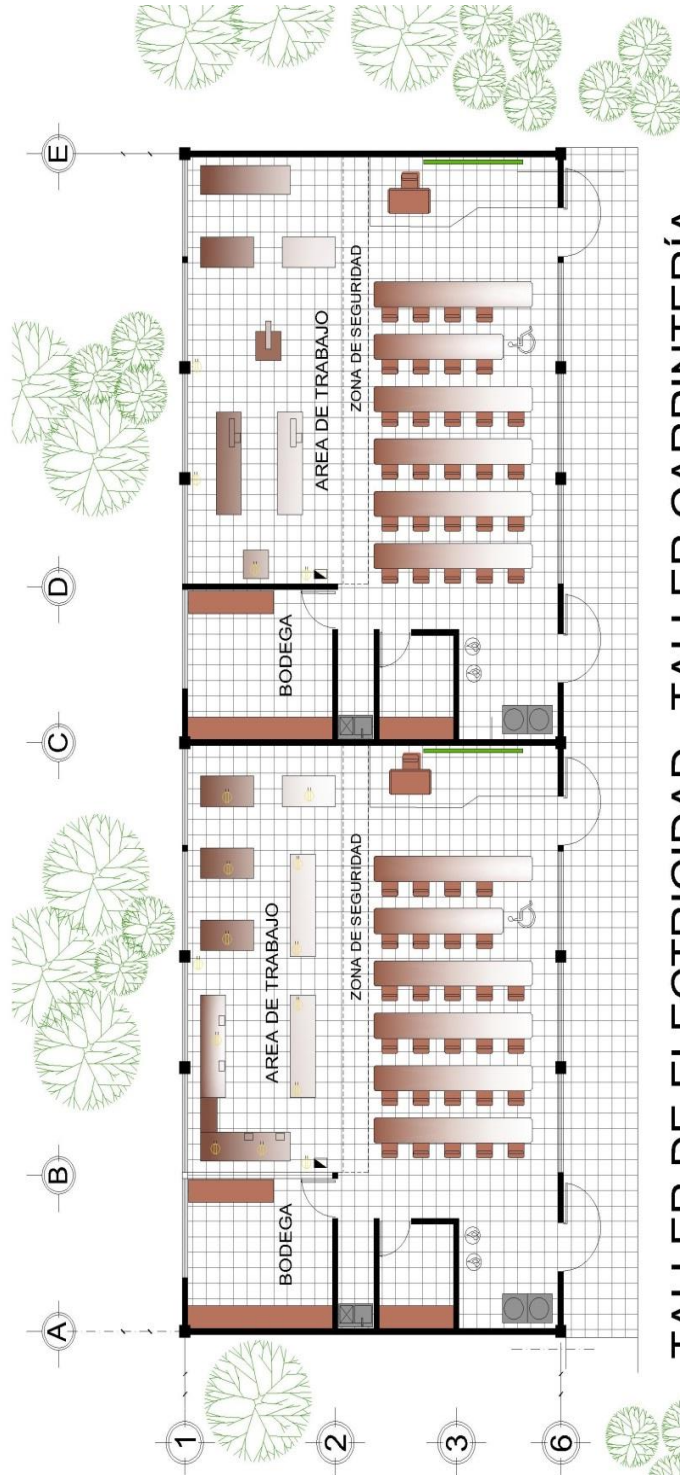 A
B
C
D
E
1
2
3
6
BODEGA
AREA DE TRABAJO
ZONA DE SEGURIDAD
BODEGA
AREA DE TRABAJO
ZONA DE SEGURIDAD
TALLER DE ELECTRICIDAD - TALLER CARPINTERÍA